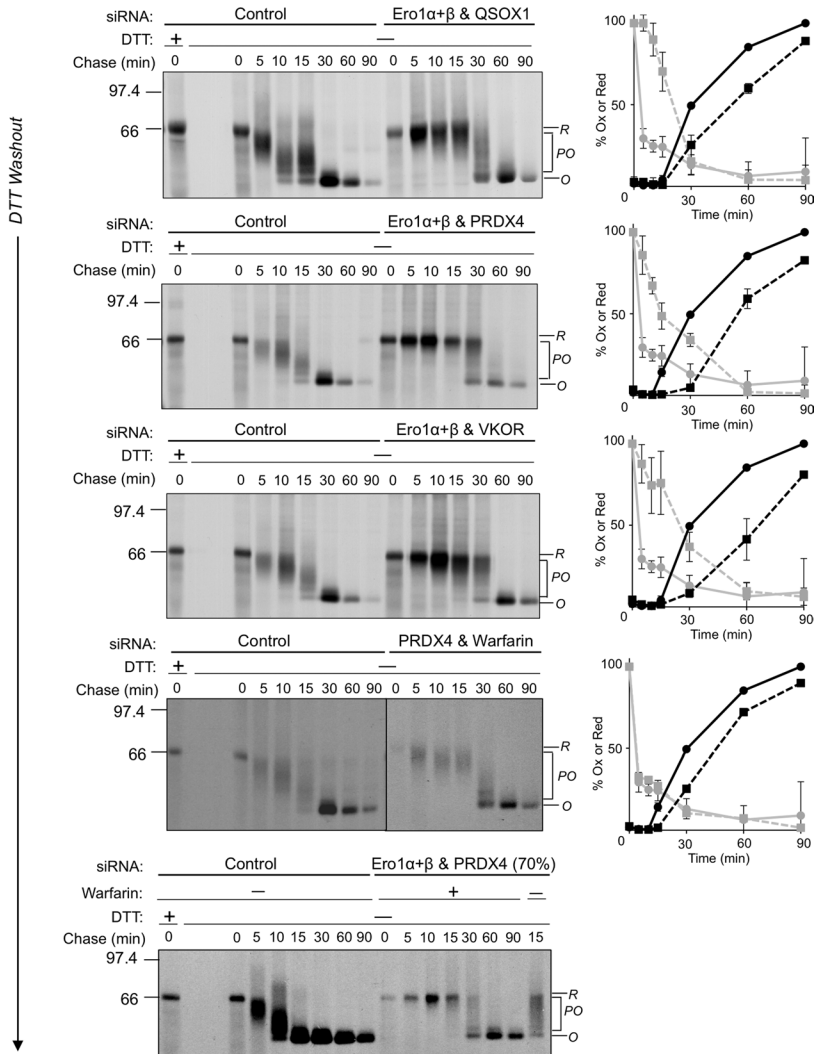 siRNA: Control Ero1α+β & QSOX1
DTT: + —
Chase (min) 0 0 5 10 15 30 60 90 0 5 10 15 30 60 90
97.4
66
R
PO
O
100
50
% Ox or Red
0 30 60 90
Time (min)
DTT Washout
siRNA: Control Ero1α+β & PRDX4
DTT: + —
Chase (min) 0 0 5 10 15 30 60 90 0 5 10 15 30 60 90
97.4
66
R
PO
O
100
50
% Ox or Red
0 30 60 90
Time (min)
siRNA: Control Ero1α+β & VKOR
DTT: + —
Chase (min) 0 0 5 10 15 30 60 90 0 5 10 15 30 60 90
97.4
66
R
PO
O
100
50
% Ox or Red
0 30 60 90
Time (min)
siRNA: Control PRDX4 & Warfarin
DTT: + —
Chase (min) 0 0 5 10 15 30 60 90 0 5 10 15 30 60 90
97.4
66
R
PO
O
100
50
% Ox or Red
0 30 60 90
Time (min)
siRNA: Control Ero1α+β & PRDX4 (70%)
Warfarin: — + —
DTT: + —
Chase (min) 0 0 5 10 15 30 60 90 0 5 10 15 30 60 90 15
97.4
66
R
PO
O